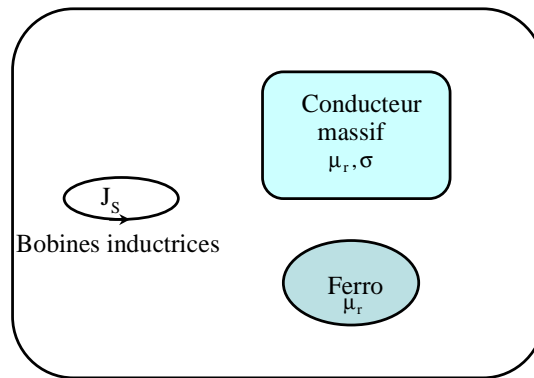 Conducteur
massif
μr,σ
Js
Bobines inductrices
Ferro
μr